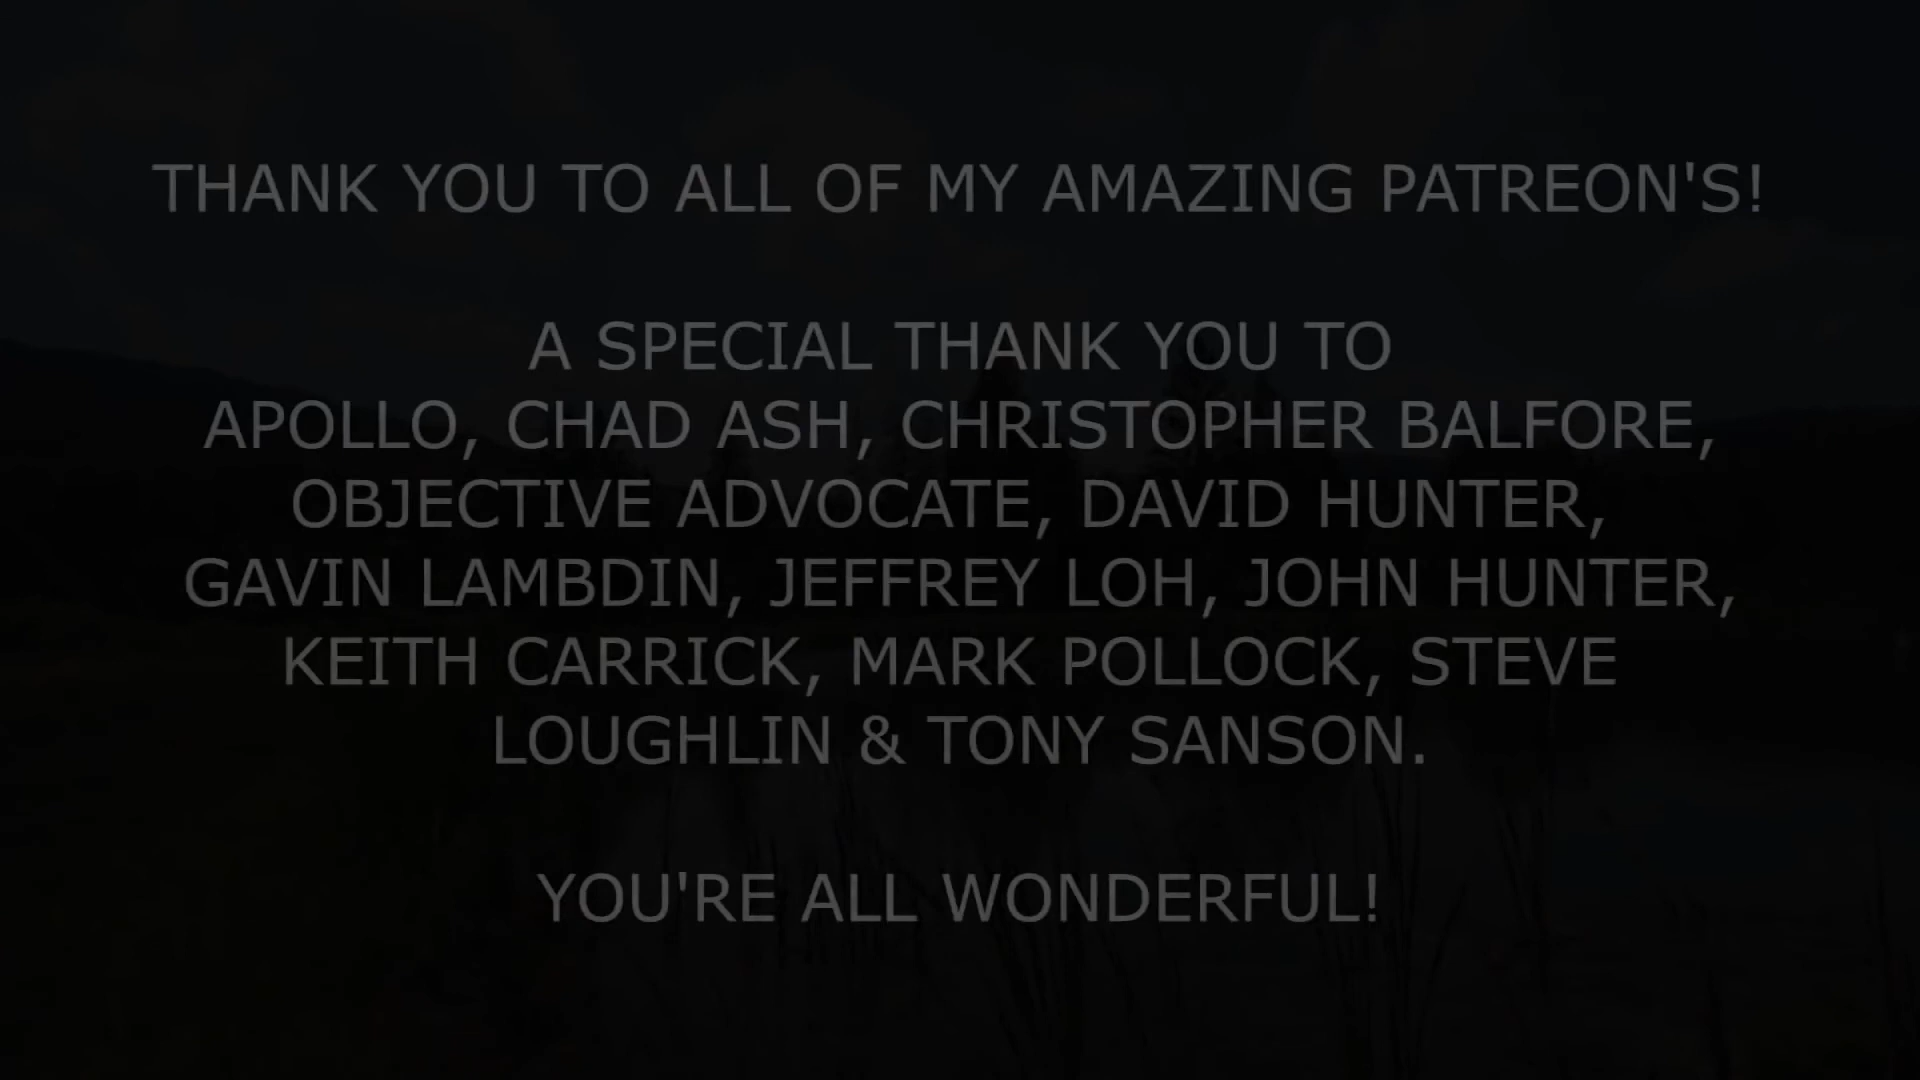 THANK YOU TO ALL OF MY AMAZING PATREON'S!
A SPECIAL THANK YOU TO
APOLLO, CHAD ASH, CHRISTOPHER BALFORE,
OBJECTIVE ADVOCATE, DAVID HUNTER,
GAVIN LAMBDIN, JEFFREY LOH, JOHN HUNTER,
KEITH CARRICK, MARK POLLOCK, STEVE
LOUGHLIN & TONY SANSON.
YOU'RE ALL WONDERFUL!